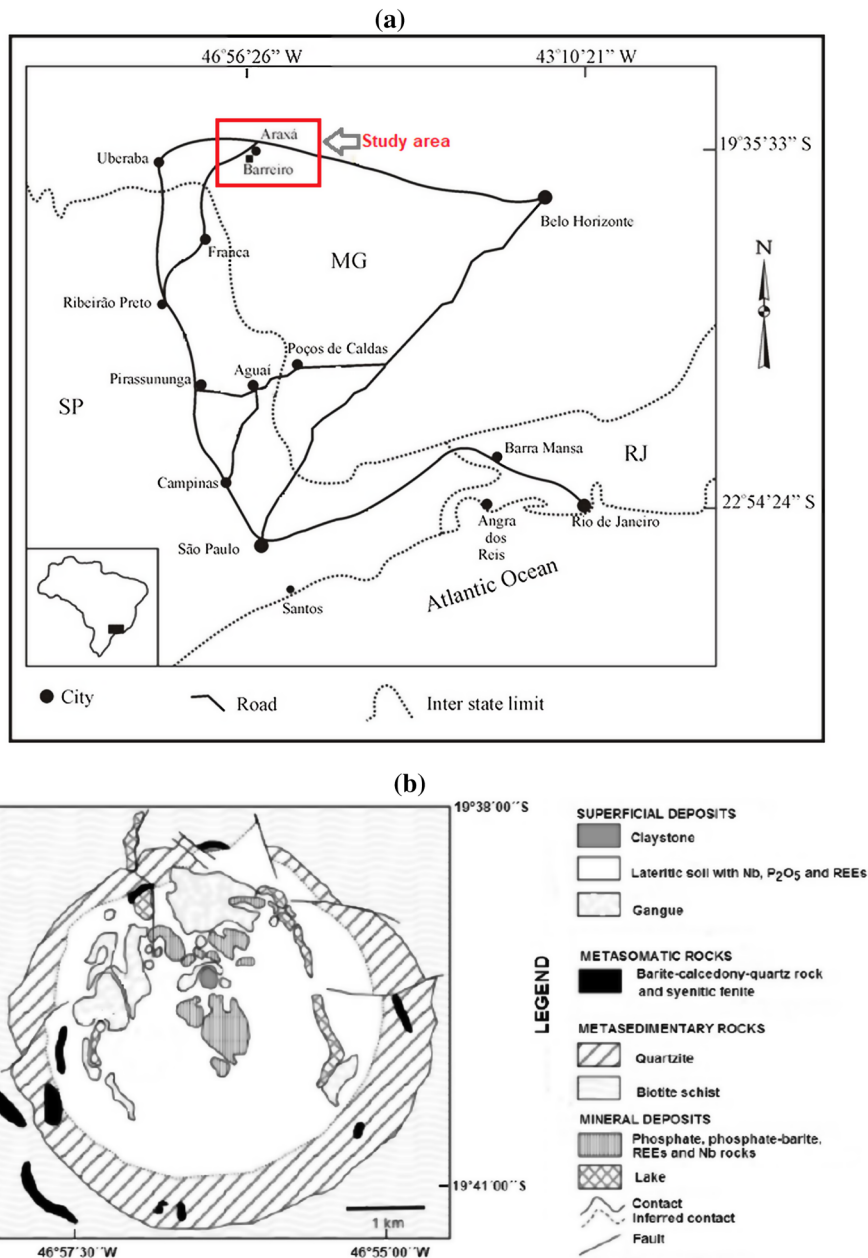 (a)
46°56'26" W
43°10'21" W
Araxá
Study area
19°35'33" S
Uberaba
Barreiro
Belo Horizonte
N
Franca
MG
Ribeirão Preto
Poços de Caldas
Aguaí
Pirassununga
SP
Barra Mansa
RJ
Campinas
22°54'24" S
Angra
dos
Reis
Rio de Janeiro
São Paulo
Atlantic Ocean
Santos
City
Road
Inter state limit
(b)
19°38'00"S
19°41'00"S
1 km
46°57'30"W
46°55'00"W
LEGEND
SUPERFICIAL DEPOSITS
Claystone
Lateritic soil with Nb, P₂O₅ and REEs
Gangue
METASOMATIC ROCKS
Barite-calcedony-quartz rock
and syenitic fenite
METASEDIMENTARY ROCKS
Quartzite
Biotite schist
MINERAL DEPOSITS
Phosphate, phosphate-barite,
REEs and Nb rocks
Lake
Contact
Inferred contact
Fault